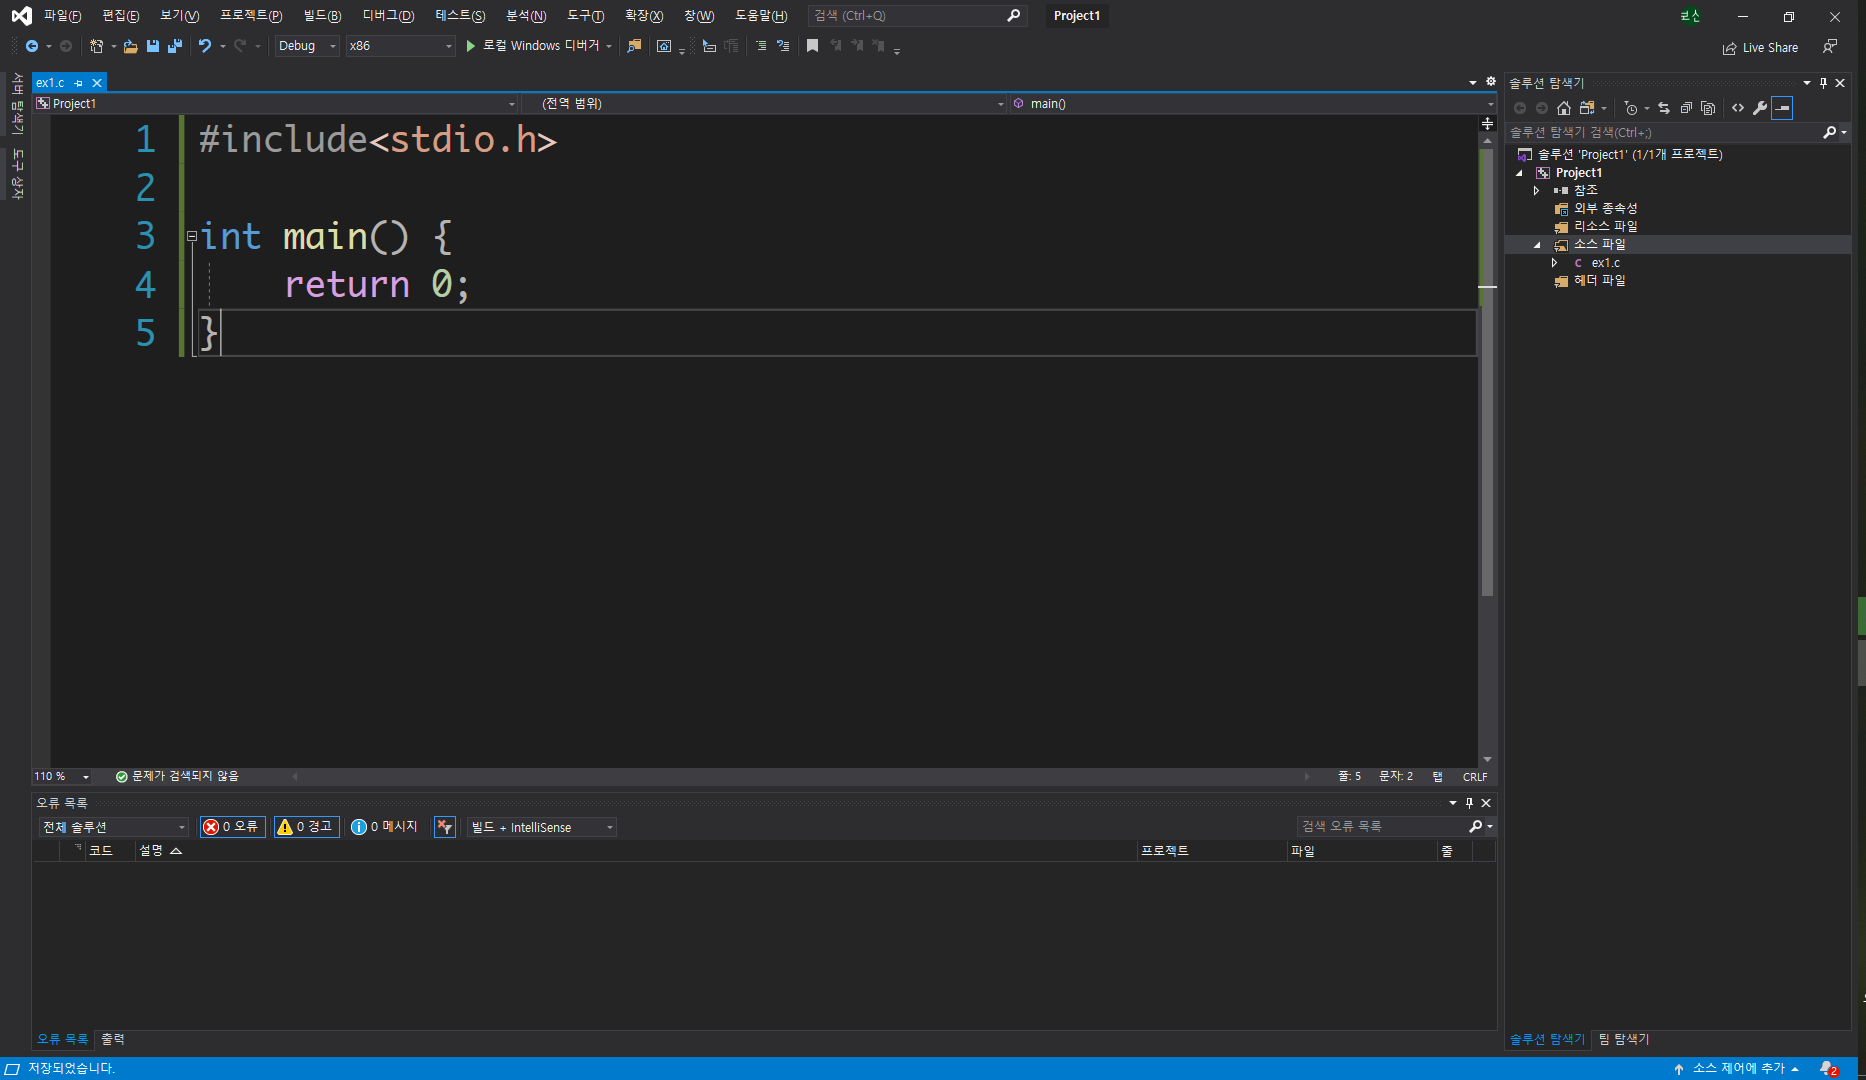 파일(F) 편집(E) 보기(V) 프로젝트(P) 빌드(B) 디버그(D) 테스트(S) 분석(N) 도구(T) 확장(X) 창(W) 도움말(H) 검색 (Ctrl+Q) Project1
Debug x86 로컬 Windows 디버거 Live Share
서버 탐색기
도구 상자
ex1.c
Project1 (전역 범위) main()
1 #include<stdio.h>
2
3 int main() {
4 return 0;
5 }
110 % 문제가 검색되지 않음 줄: 5 문자: 2 탭 CRLF
오류 목록
전체 솔루션 0 오류 0 경고 0 메시지 빌드 + IntelliSense 검색 오류 목록
코드 설명 프로젝트 파일 줄
오류 목록 출력
솔루션 탐색기
솔루션 탐색기 검색(Ctrl+;)
솔루션 'Project1' (1/1개 프로젝트)
Project1
참조
외부 종속성
리소스 파일
소스 파일
ex1.c
헤더 파일
솔루션 탐색기 팀 탐색기
저장되었습니다. 소스 제어에 추가 2